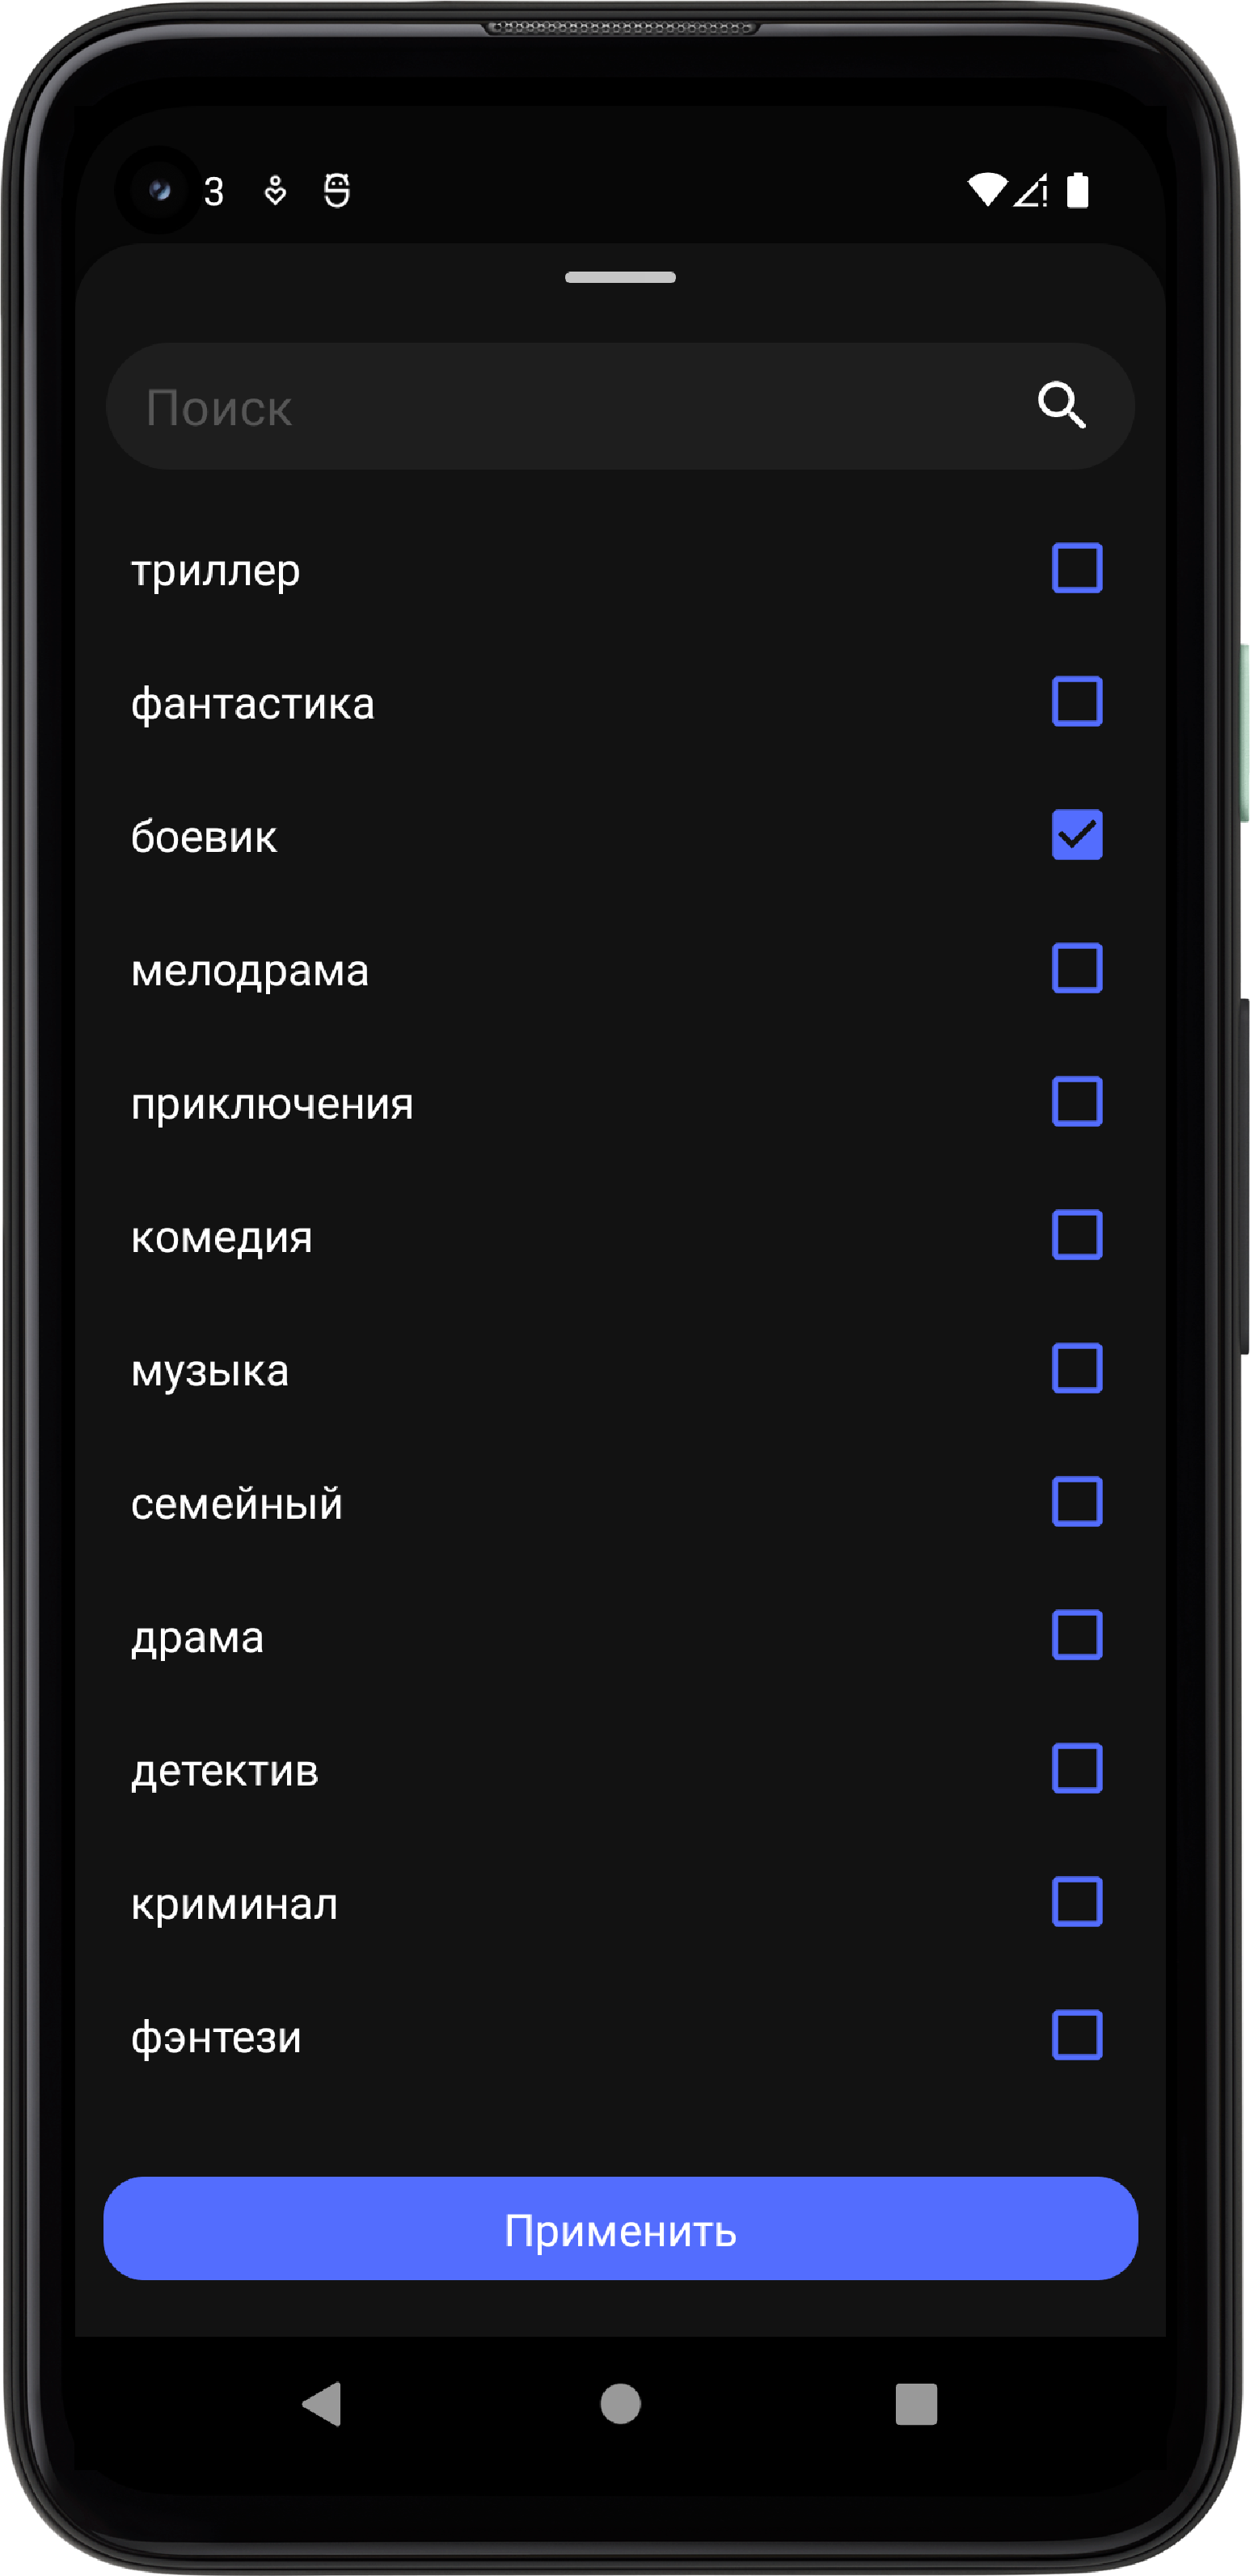 3
Поиск
триллер
фантастика
боевик
мелодрама
приключения
комедия
музыка
семейный
драма
детектив
криминал
фэнтези
Применить